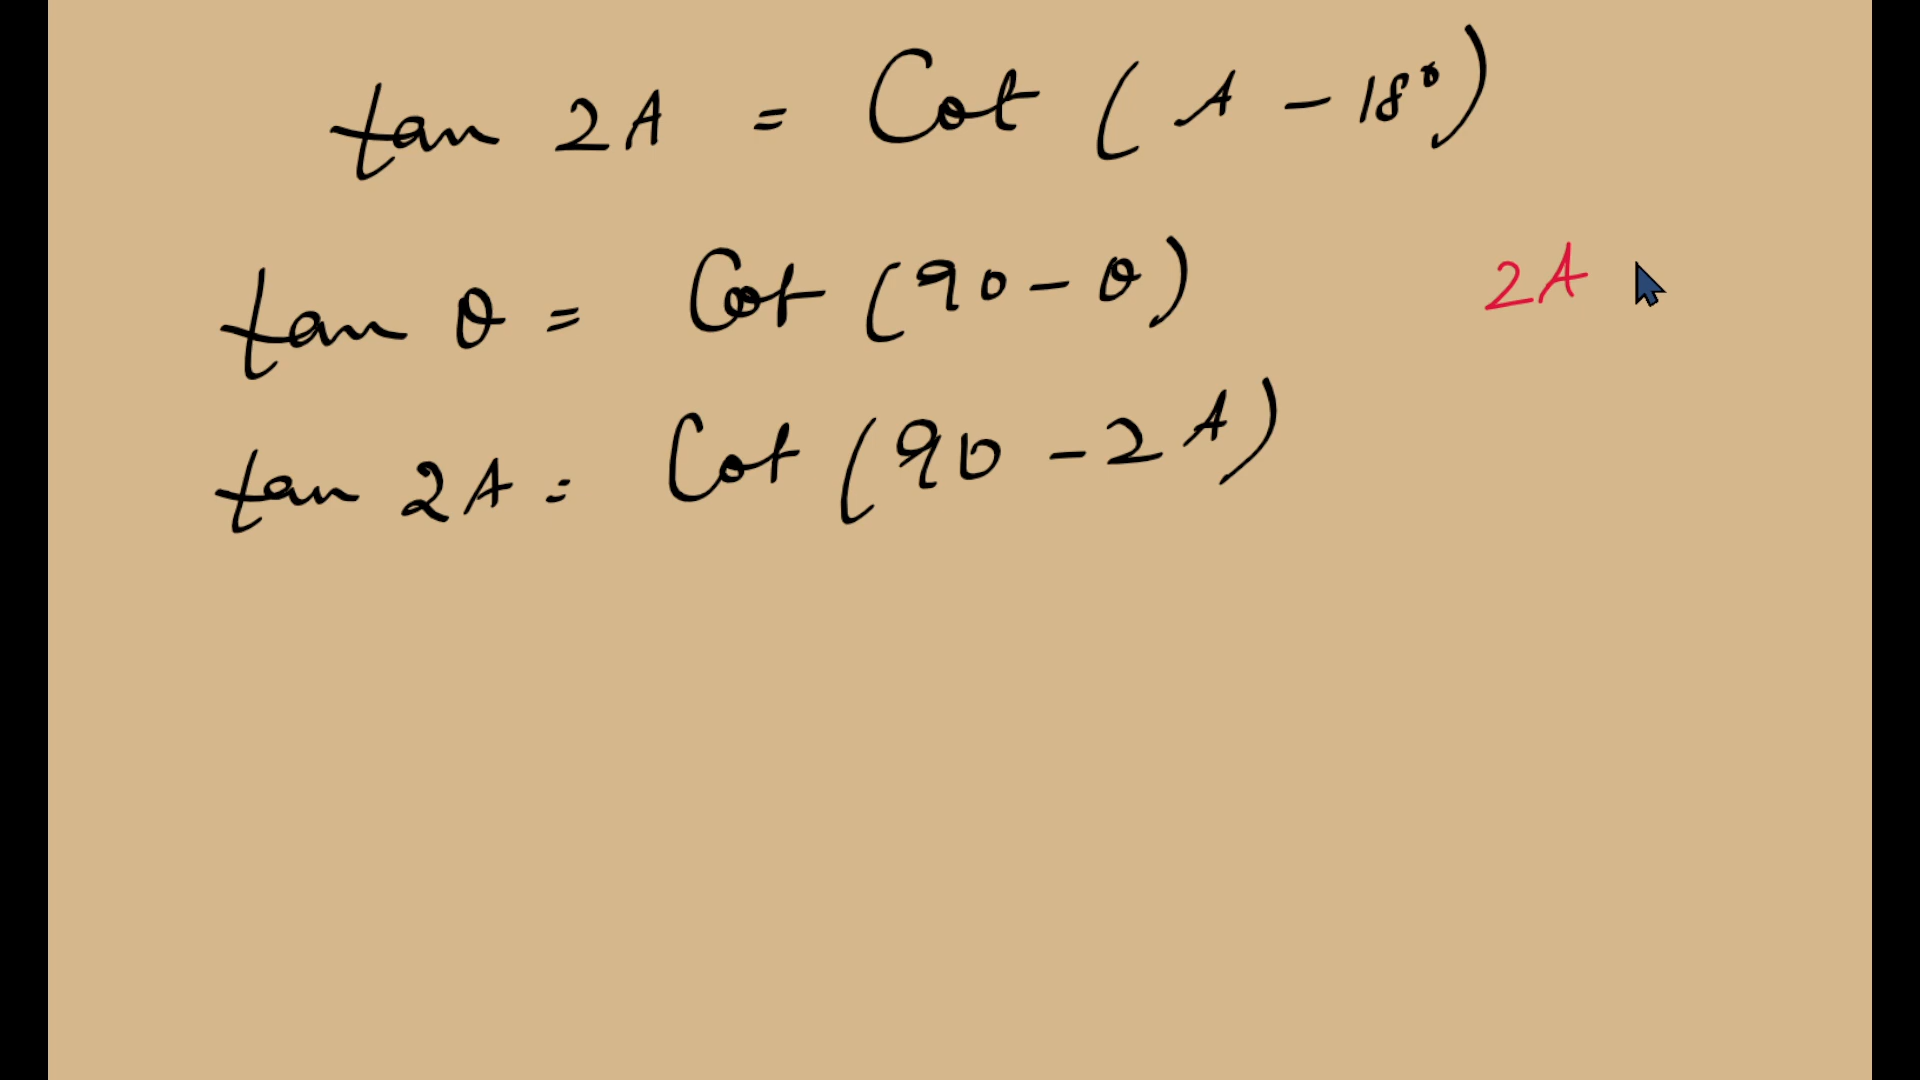 tan 2A = Cot (A - 18°)
tan θ = Cot (90 - θ)
2A
tan 2A = Cot (90 - 2A)